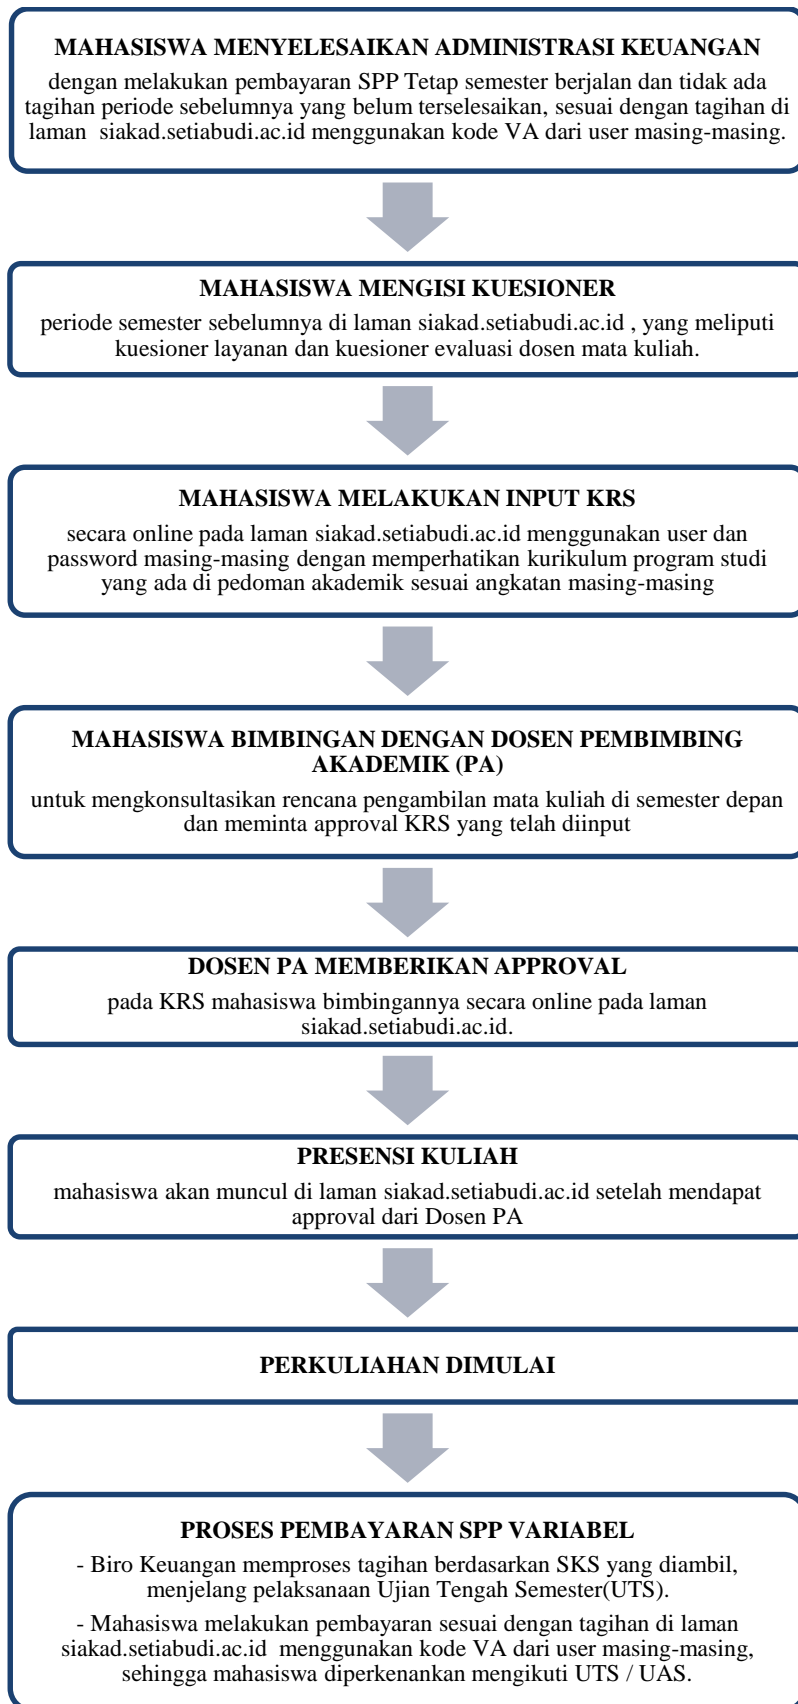 MAHASISWA MENYELESAIKAN ADMINISTRASI KEUANGAN
dengan melakukan pembayaran SPP Tetap semester berjalan dan tidak ada
tagihan periode sebelumnya yang belum terselesaikan, sesuai dengan tagihan di
laman siakad.setiabudi.ac.id menggunakan kode VA dari user masing-masing.
MAHASISWA MENGISI KUESIONER
periode semester sebelumnya di laman siakad.setiabudi.ac.id , yang meliputi
kuesioner layanan dan kuesioner evaluasi dosen mata kuliah.
MAHASISWA MELAKUKAN INPUT KRS
secara online pada laman siakad.setiabudi.ac.id menggunakan user dan
password masing-masing dengan memperhatikan kurikulum program studi
yang ada di pedoman akademik sesuai angkatan masing-masing
MAHASISWA BIMBINGAN DENGAN DOSEN PEMBIMBING
AKADEMIK (PA)
untuk mengkonsultasikan rencana pengambilan mata kuliah di semester depan
dan meminta approval KRS yang telah diinput
DOSEN PA MEMBERIKAN APPROVAL
pada KRS mahasiswa bimbingannya secara online pada laman
siakad.setiabudi.ac.id.
PRESENSI KULIAH
mahasiswa akan muncul di laman siakad.setiabudi.ac.id setelah mendapat
approval dari Dosen PA
PERKULIAHAN DIMULAI
PROSES PEMBAYARAN SPP VARIABEL
- Biro Keuangan memproses tagihan berdasarkan SKS yang diambil,
menjelang pelaksanaan Ujian Tengah Semester(UTS).
- Mahasiswa melakukan pembayaran sesuai dengan tagihan di laman
siakad.setiabudi.ac.id menggunakan kode VA dari user masing-masing,
sehingga mahasiswa diperkenankan mengikuti UTS / UAS.